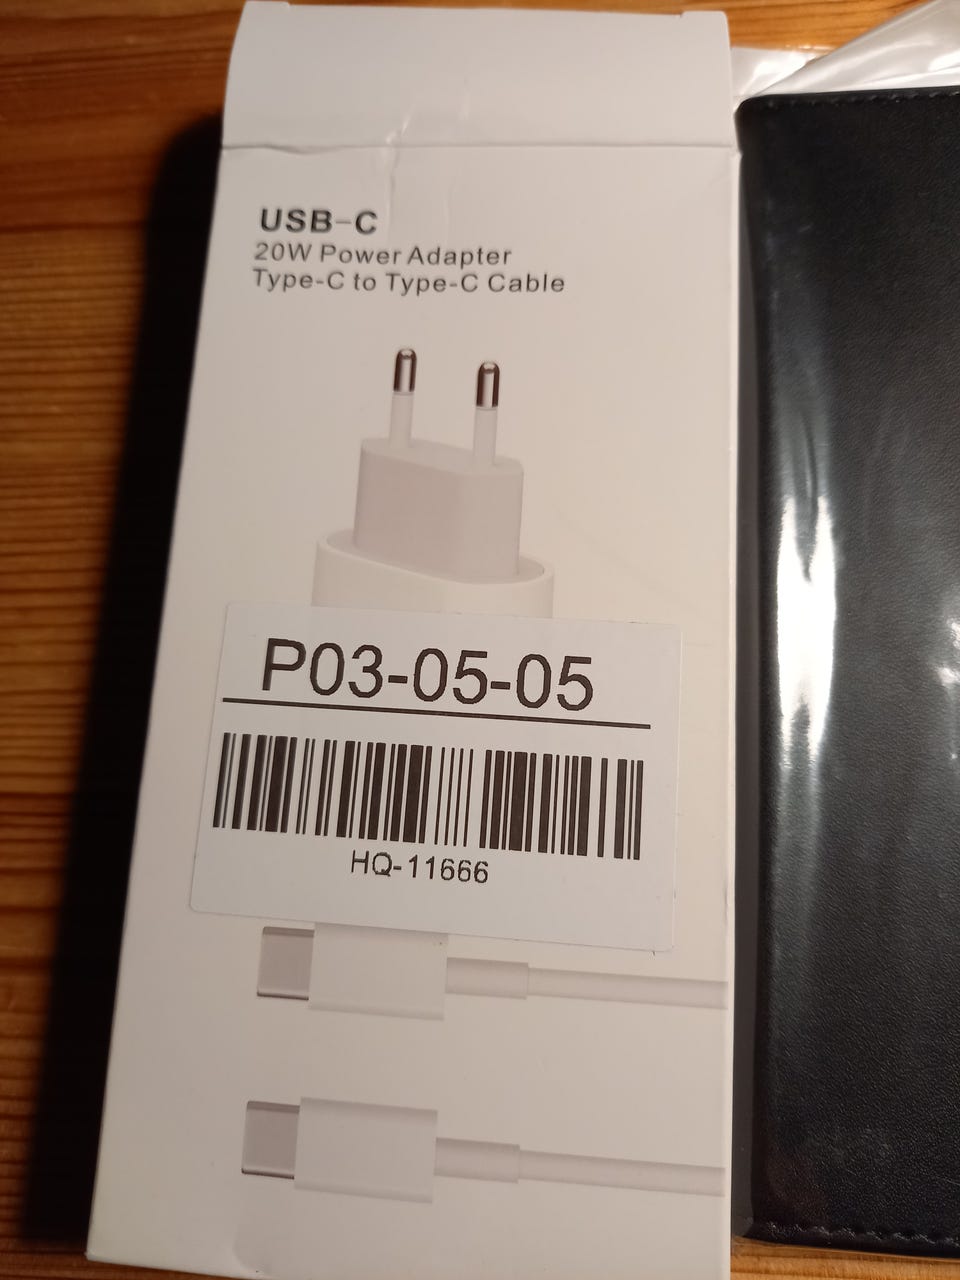 USB-C
20W Power Adapter
Type-C to Type-C Cable
P03-05-05
HQ-11666